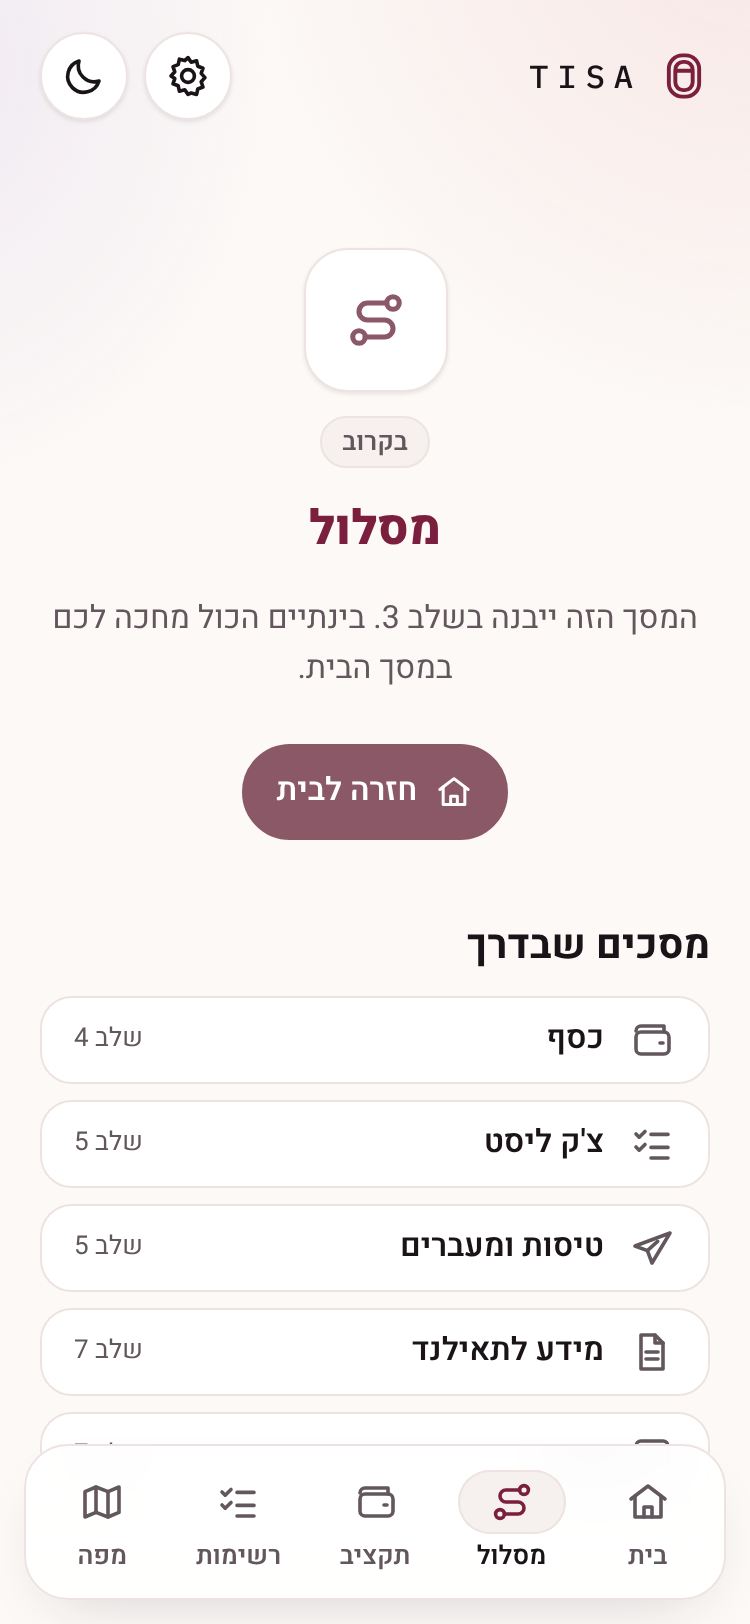 TISA
בקרוב
מסלול
המסך הזה ייבנה בשלב 3. בינתיים הכול מחכה לכם
במסך הבית.
חזרה לבית
מסכים שבדרך
כסף
שלב 4
צ'ק ליסט
שלב 5
טיסות ומעברים
שלב 5
מידע לתאילנד
שלב 7
בית
מסלול
תקציב
רשימות
מפה